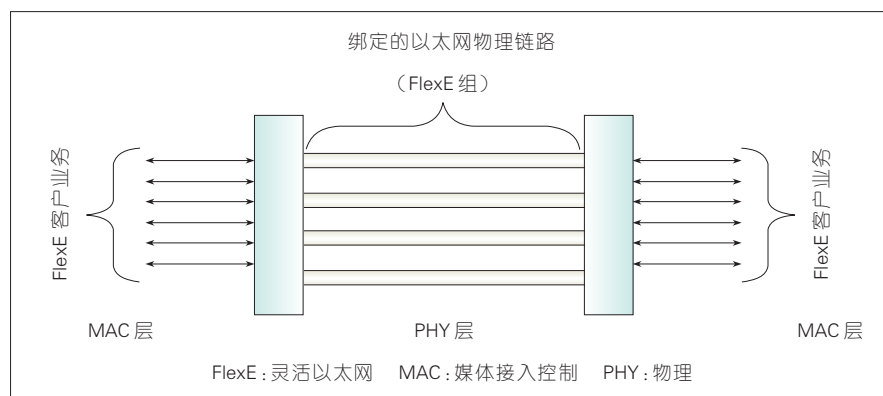 绑定的以太网物理链路
（FlexE 组）
FlexE 客户业务
FlexE 客户业务
MAC 层
PHY 层
MAC 层
FlexE：灵活以太网 MAC：媒体接入控制 PHY：物理